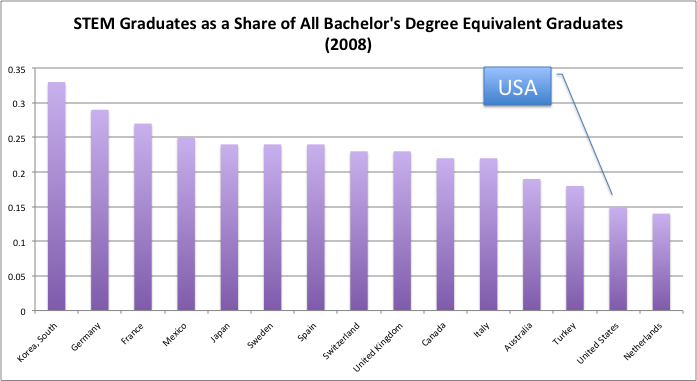 STEM Graduates as a Share of All Bachelor's Degree Equivalent Graduates
(2008)
0.35
0.3
0.25
0.2
0.15
0.1
0.05
0
USA
Korea, South
Germany
France
Mexico
Japan
Sweden
Spain
Switzerland
United Kingdom
Canada
Italy
Australia
Turkey
United States
Netherlands